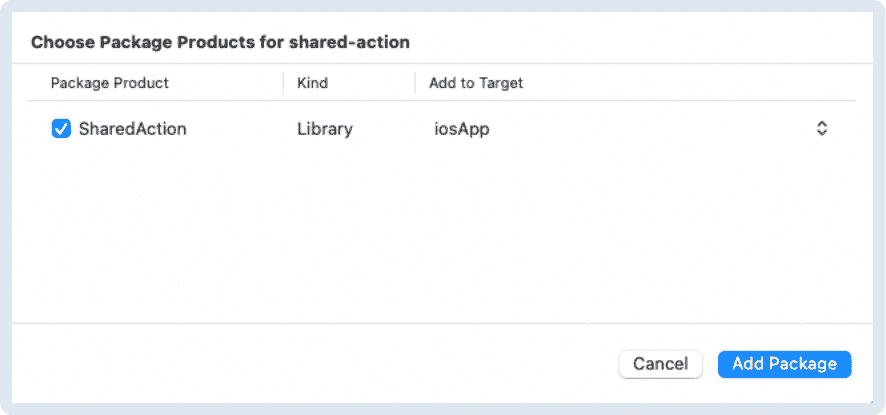 Choose Package Products for shared-action
Package Product Kind Add to Target
SharedAction Library iosApp
Cancel Add Package